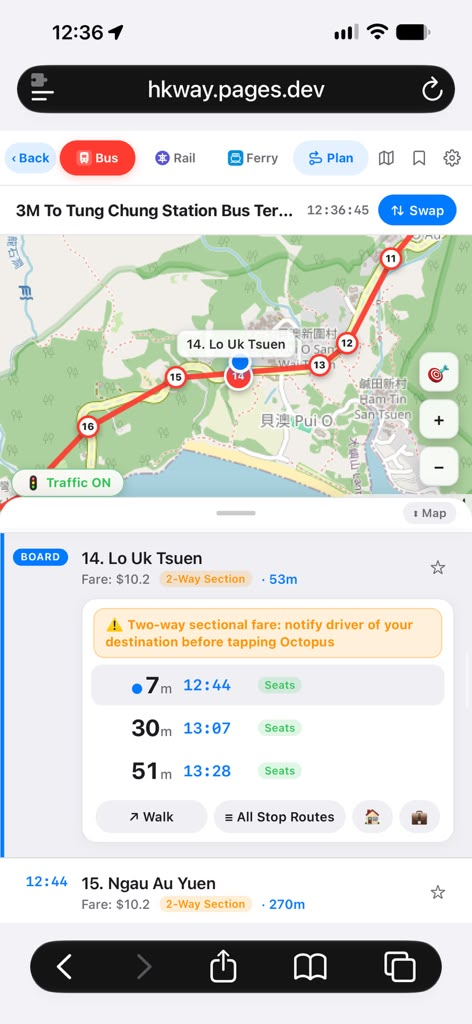 12:36
hkway.pages.dev
‹ Back
Bus
Rail
Ferry
Plan
3M To Tung Chung Station Bus Ter...
12:36:45
Swap
11
12
13
14. Lo Uk Tsuen
14
15
16
貝澳 Pui O
鹹田新村
Ham Tin
San Tsuen
+
−
Traffic ON
Map
BOARD
14. Lo Uk Tsuen
Fare: $10.2 2-Way Section · 53m
Two-way sectional fare: notify driver of your
destination before tapping Octopus
7m 12:44 Seats
30m 13:07 Seats
51m 13:28 Seats
↗ Walk
≡ All Stop Routes
12:44
15. Ngau Au Yuen
Fare: $10.2 2-Way Section · 270m